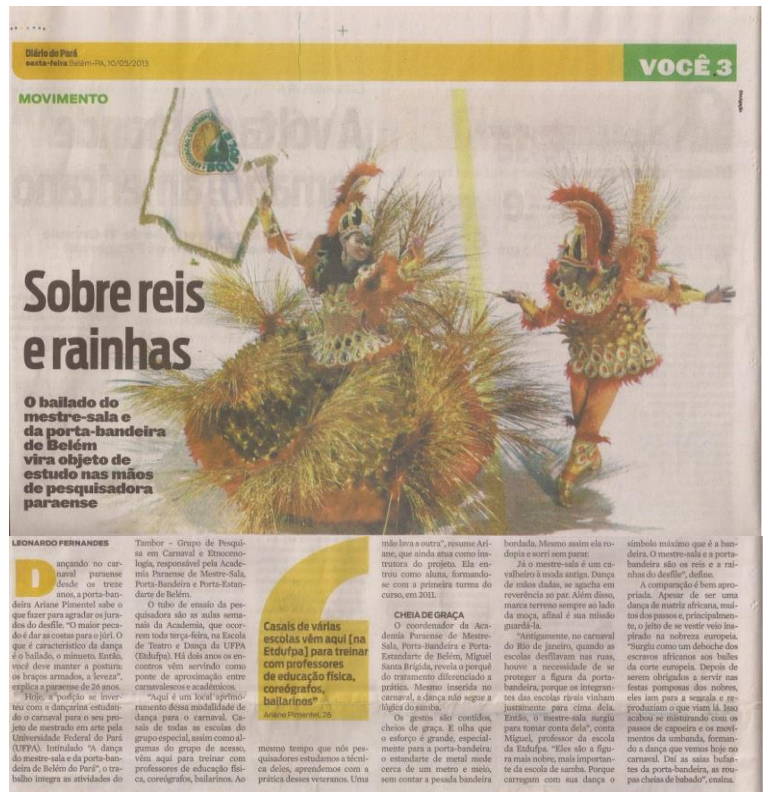 Diário do Pará
sexta-feira Belém-PA, 10/05/2013
VOCÊ 3
MOVIMENTO
Divulgação
Sobre reis
e rainhas
O bailado do
mestre-sala e
da porta-bandeira
de Belém
vira objeto de
estudo nas mãos
de pesquisadora
paraense
LEONARDO FERNANDES
Dançando no car-
naval paraense
desde os treze
anos, a porta-ban-
deira Ariane Pimentel sabe o
que fazer para agradar os jura-
dos do desfile. "O maior peca-
do é dar as costas para o júri. O
que é característico da dança
é o bailado, o minueto. Então,
você deve manter a postura:
os braços armados, a leveza",
explica a paraense de 26 anos.
Hoje, a posição se inver-
teu com a dançarina estudan-
do o carnaval para o seu pro-
jeto de mestrado em arte pela
Universidade Federal do Pará
(UFPA). Intitulado "A dança
do mestre-sala e da porta-ban-
deira de Belém do Pará", o tra-
balho integra as atividades do
Tambor – Grupo de Pesqui-
sa em Carnaval e Etnoceno-
logia, responsável pela Acade-
mia Paraense de Mestre-Sala,
Porta-Bandeira e Porta-Estan-
darte de Belém.
O tubo de ensaio da pes-
quisadora são as aulas sema-
nais da Academia, que ocor-
rem toda terça-feira, na Escola
de Teatro e Dança da UFPA
(Etdufpa). Há dois anos os en-
contros vêm servindo como
ponte de aproximação entre
carnavalescos e acadêmicos.
"Aqui é um local aprimo-
ramento dessa modalidade de
dança para o carnaval. Ca-
sais de todas as escolas do
grupo especial, assim como al-
gumas do grupo de acesso,
vêm aqui para treinar com
professores de educação físi-
ca, coreógrafos, bailarinos. Ao
Casais de várias
escolas vêm aqui [na
Etdufpa] para treinar
com professores
de educação física,
coreógrafos,
bailarinos"
Ariane Pimentel, 26
mesmo tempo que nós pes-
quisadores estudamos a técni-
ca deles, aprendemos com a
prática desses veteranos. Uma
mão lava a outra", resume Ari-
ane, que ainda atua como ins-
trutora do projeto. Ela en-
trou como aluna, formando-
se com a primeira turma do
curso, em 2011.
CHEIA DE GRAÇA
O coordenador da Aca-
demia Paraense de Mestre-
Sala, Porta-Bandeira e Porta-
Estandarte de Belém, Miguel
Santa Brigida, revela o porquê
do tratamento diferenciado a
prática. Mesmo inserida no
carnaval, a dança não segue a
lógica do samba.
Os gestos são contidos,
cheios de graça. E olha que
o esforço é grande, especial-
mente para a porta-bandeira:
o estandarte de metal mede
cerca de um metro e meio,
sem contar a pesada bandeira
bordada. Mesmo assim ela ro-
dopia e sorri sem parar.
Já o mestre-sala é um ca-
valheiro à moda antiga. Dança
de mãos dadas, se agacha em
reverência ao par. Além disso,
marca terreno sempre ao lado
da moça, afinal é sua missão
guardá-la.
"Antigamente, no carnaval
do Rio de janeiro, quando as
escolas desfilavam nas ruas,
houve a necessidade de se
proteger a figura da porta-
bandeira, porque os integran-
tes das rivais vinham
justamente para cima dela.
Então, o mestre-sala surgiu
para tomar conta dela", conta
Miguel, professor da escola
da Etdufpa. "Eles são a figu-
ra mais nobre, mais importan-
te da escola de samba. Porque
carregam com sua dança o
símbolo máximo que é a ban-
deira. O mestre-sala e a porta-
bandeira são os reis e a rai-
nhas do desfile", define.
A comparação é bem apro-
priada. Apesar de ser uma
dança de matriz africana, mui-
tos dos passos e, principalmen-
te, o jeito de se vestir veio ins-
pirado na nobreza europeia.
"Surgiu como um deboche dos
escravos africanos aos bailes
da corte europeia. Depois de
serem obrigados a servir nas
festas pomposas dos nobres,
eles iam para a senzala e re-
produziam o que viam lá. Isso
acabou se misturando com os
passos de capoeira e os movi-
mentos da umbanda, forman-
do a dança que vemos hoje no
carnaval. Daí as saias bufan-
tes da porta-bandeira, as rou-
pas cheias de babado", ensina.